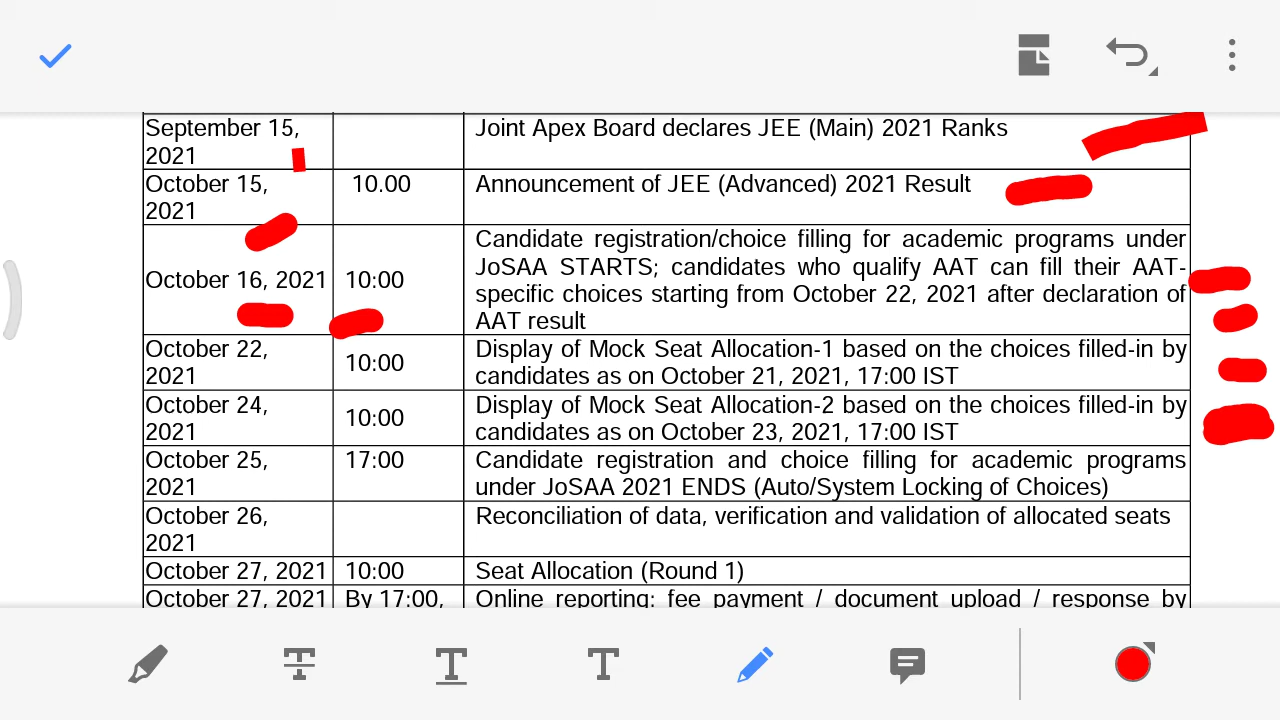 September 15, Joint Apex Board declares JEE (Main) 2021 Ranks
2021
October 15, 10.00 Announcement of JEE (Advanced) 2021 Result
2021
October 16, 2021 10:00 Candidate registration/choice filling for academic programs under
JoSAA STARTS; candidates who qualify AAT can fill their AAT-
specific choices starting from October 22, 2021 after declaration of
AAT result
October 22, 10:00 Display of Mock Seat Allocation-1 based on the choices filled-in by
2021 candidates as on October 21, 2021, 17:00 IST
October 24, 10:00 Display of Mock Seat Allocation-2 based on the choices filled-in by
2021 candidates as on October 23, 2021, 17:00 IST
October 25, 17:00 Candidate registration and choice filling for academic programs
2021 under JoSAA 2021 ENDS (Auto/System Locking of Choices)
October 26, Reconciliation of data, verification and validation of allocated seats
2021
October 27, 2021 10:00 Seat Allocation (Round 1)
October 27, 2021 By 17:00, Online reporting: fee payment / document upload / response by